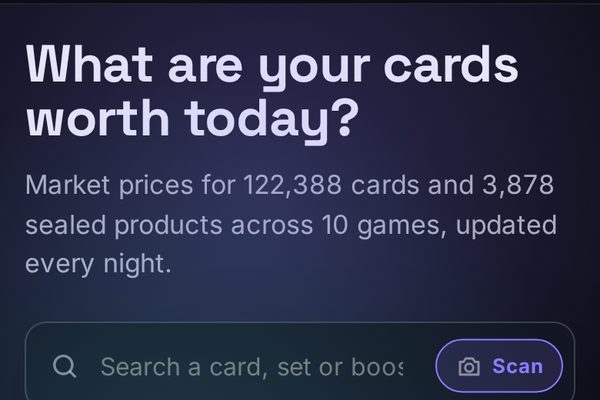 What are your cards
worth today?
Market prices for 122,388 cards and 3,878
sealed products across 10 games, updated
every night.
Search a card, set or boos
Scan